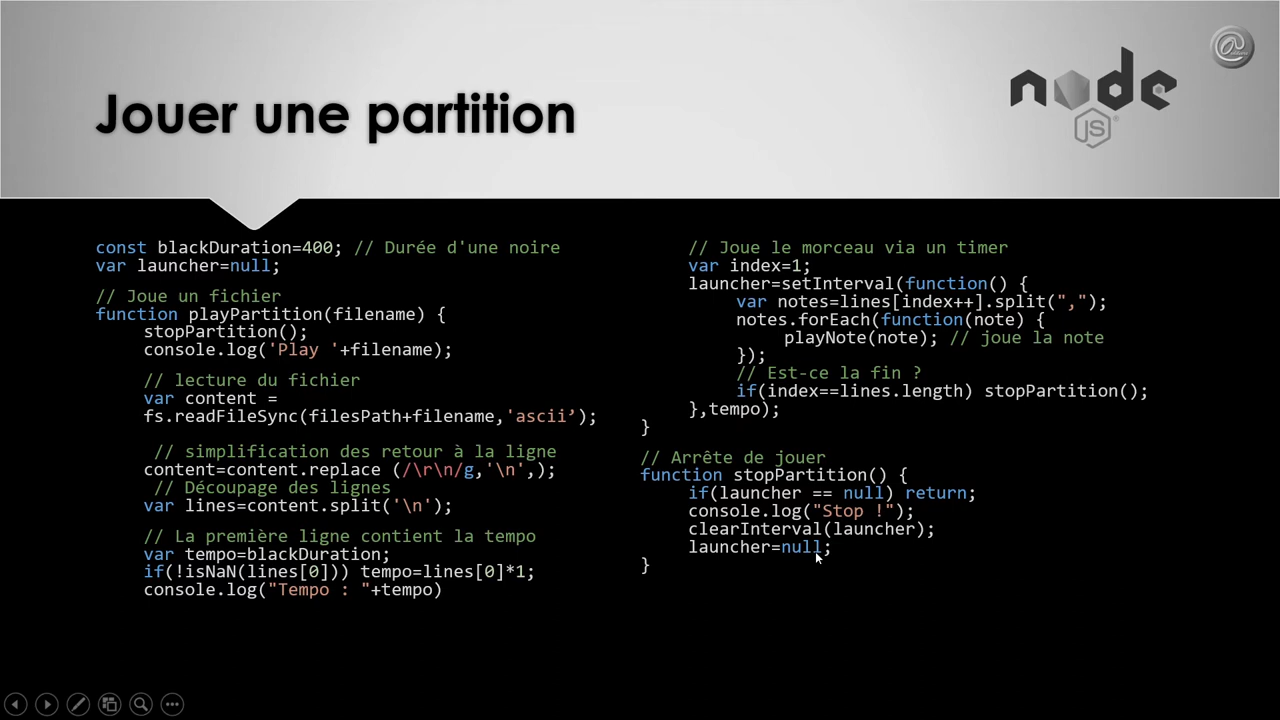 Jouer une partition
node
JS
@
const blackDuration=400; // Durée d'une noire
var launcher=null;
// Joue un fichier
function playPartition(filename) {
stopPartition();
console.log('Play '+filename);
// lecture du fichier
var content =
fs.readFileSync(filesPath+filename,'ascii’);
// simplification des retour à la ligne
content=content.replace (/\r\n/g,'\n',);
// Découpage des lignes
var lines=content.split('\n');
// La première ligne contient la tempo
var tempo=blackDuration;
if(!isNaN(lines[0])) tempo=lines[0]*1;
console.log("Tempo : "+tempo)
// Joue le morceau via un timer
var index=1;
launcher=setInterval(function() {
var notes=lines[index++].split(",");
notes.forEach(function(note) {
playNote(note); // joue la note
});
// Est-ce la fin ?
if(index==lines.length) stopPartition();
},tempo);
}
// Arrête de jouer
function stopPartition() {
if(launcher == null) return;
console.log("Stop !");
clearInterval(launcher);
launcher=null;
}